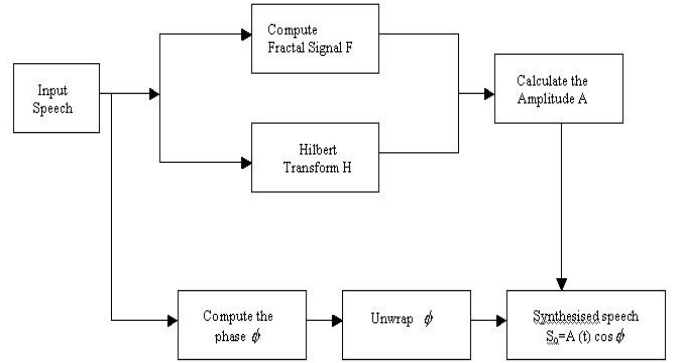 Compute
Fractal Signal F
Input
Speech
Calculate the
Amplitude A
Hilbert
Transform H
Compute the
phase ϕ
Unwrap ϕ
Synthesised speech
S₀=A (t) cos ϕ